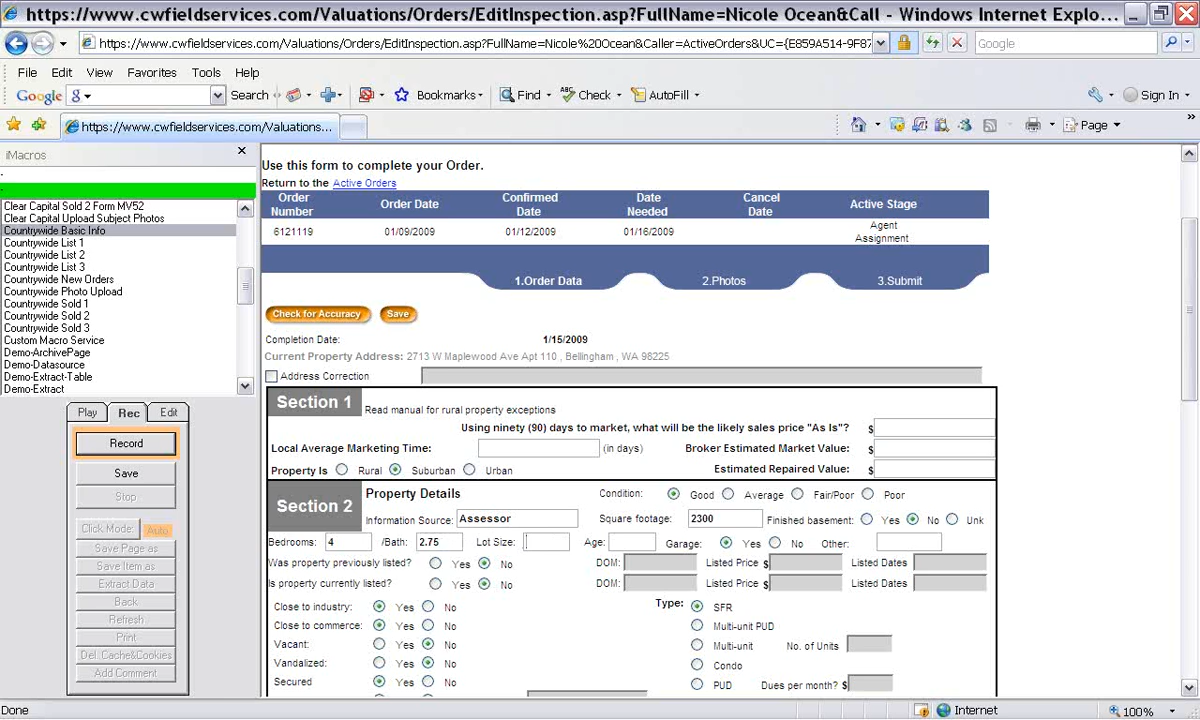 https://www.cwfieldservices.com/Valuations/Orders/EditInspection.asp?FullName=Nicole Ocean&Call - Windows Internet Explo...
https://www.cwfieldservices.com/Valuations/Orders/EditInspection.asp?FullName=Nicole%20Ocean&Caller=ActiveOrders&UC={E859A514-9F87
Google
File Edit View Favorites Tools Help
Google Search Bookmarks Find Check AutoFill Sign In
https://www.cwfieldservices.com/Valuations...
Page
iMacros
Clear Capital Sold 2 Form MV52
Clear Capital Upload Subject Photos
Countrywide Basic Info
Countrywide List 1
Countrywide List 2
Countrywide List 3
Countrywide New Orders
Countrywide Photo Upload
Countrywide Sold 1
Countrywide Sold 2
Countrywide Sold 3
Custom Macro Service
Demo-ArchivePage
Demo-Datasource
Demo-Extract-Table
Demo-Extract
Play Rec Edit
Record
Save
Stop
Click Mode: Auto
Save Page as
Save Item as
Extract Data
Back
Refresh
Print
Del. Cache&Cookies
Add Comment
Use this form to complete your Order.
Return to the Active Orders
Order Number Order Date Confirmed Date Date Needed Cancel Date Active Stage
6121119 01/09/2009 01/12/2009 01/16/2009 Agent Assignment
1.Order Data 2.Photos 3.Submit
Check for Accuracy Save
Completion Date: 1/15/2009
Current Property Address: 2713 W Maplewood Ave Apt 110 , Bellingham , WA 98225
Address Correction
Section 1 Read manual for rural property exceptions
Using ninety (90) days to market, what will be the likely sales price "As Is"? $
Local Average Marketing Time: (in days) Broker Estimated Market Value: $
Property Is Rural Suburban Urban Estimated Repaired Value: $
Section 2 Property Details Condition: Good Average Fair/Poor Poor
Information Source: Assessor Square footage: 2300 Finished basement: Yes No Unk
Bedrooms: 4 /Bath: 2.75 Lot Size: Age: Garage: Yes No Other:
Was property previously listed? Yes No DOM: Listed Price $ Listed Dates
Is property currently listed? Yes No DOM: Listed Price $ Listed Dates
Close to industry: Yes No Type: SFR
Close to commerce: Yes No Multi-unit PUD
Vacant: Yes No Multi-unit No. of Units
Vandalized: Yes No Condo
Secured Yes No PUD Dues per month? $
Done Internet 100%